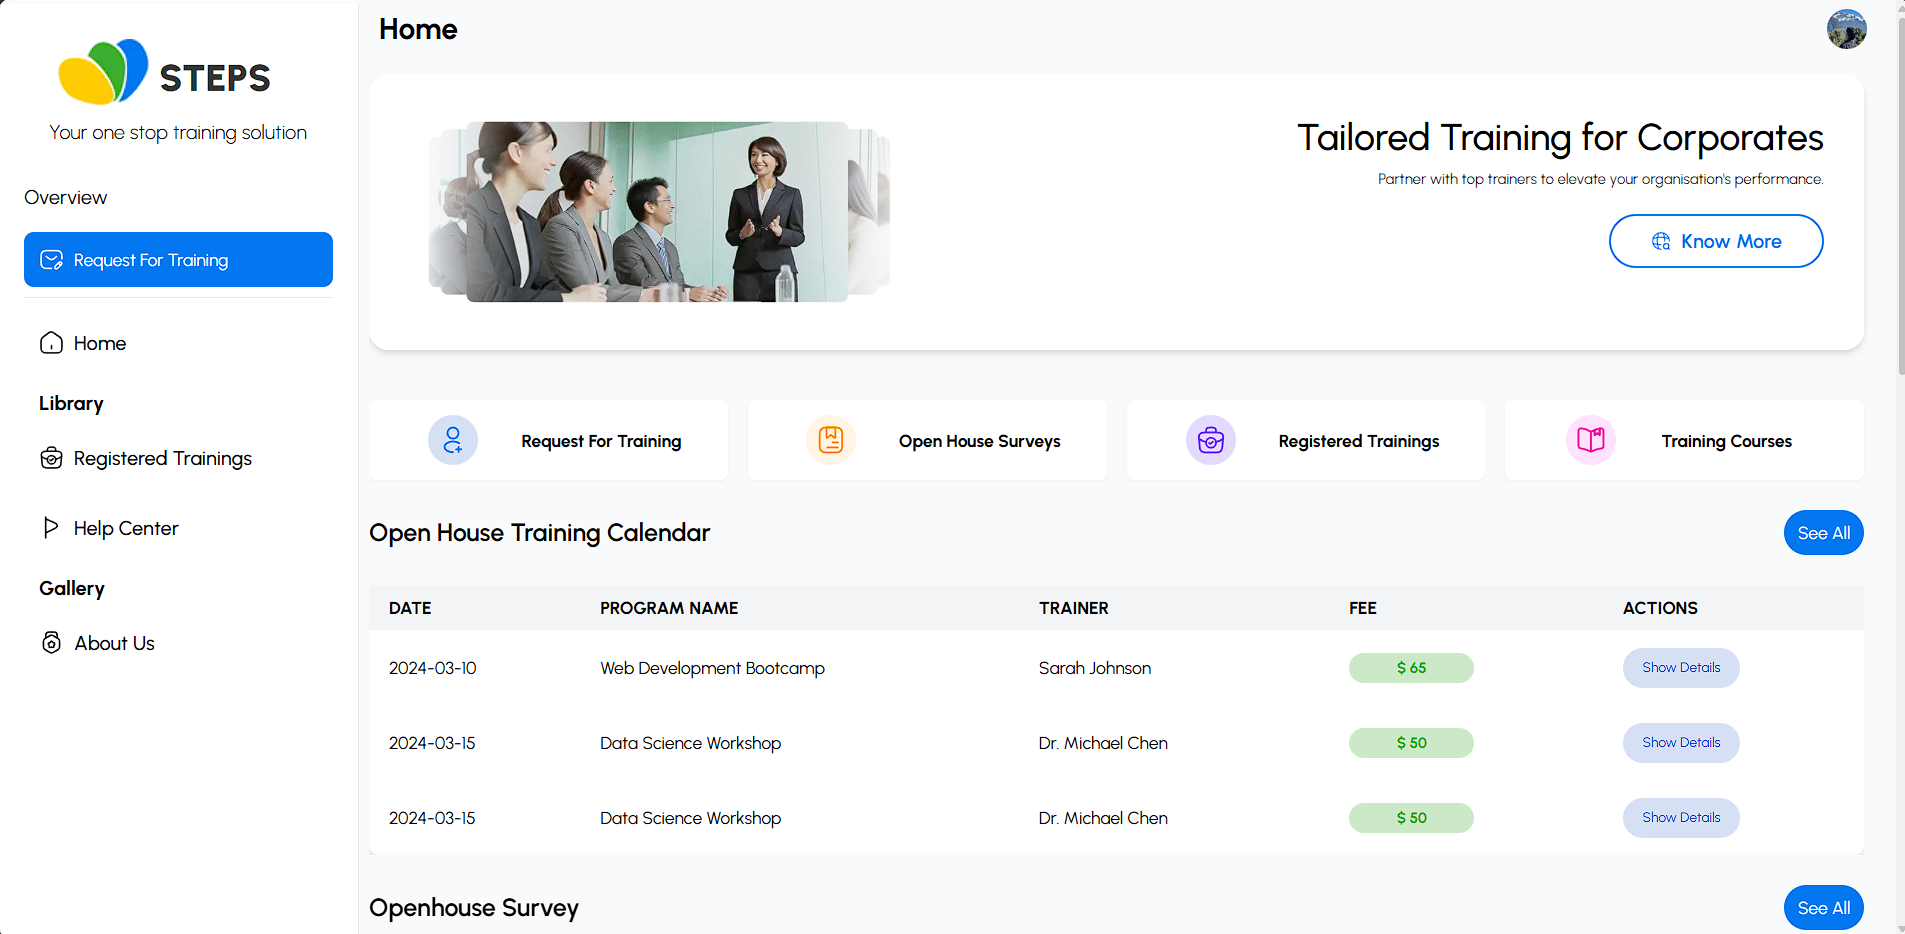 STEPS
Your one stop training solution
Overview
Request For Training
Home
Library
Registered Trainings
Help Center
Gallery
About Us
Home
Tailored Training for Corporates
Partner with top trainers to elevate your organisation's performance.
Know More
Request For Training
Open House Surveys
Registered Trainings
Training Courses
Open House Training Calendar
See All
DATE PROGRAM NAME TRAINER FEE ACTIONS
2024-03-10 Web Development Bootcamp Sarah Johnson $ 65 Show Details
2024-03-15 Data Science Workshop Dr. Michael Chen $ 50 Show Details
2024-03-15 Data Science Workshop Dr. Michael Chen $ 50 Show Details
Openhouse Survey
See All